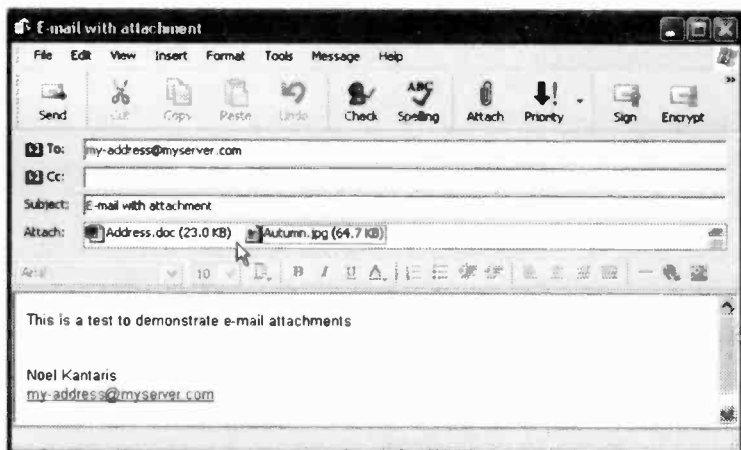 E-mail with attachment
File Edit View Insert Format Tools Message Help
Send Cut Copy Paste Undo Check Spelling Attach Priority Sign Encrypt
To: my-address@myserver.com
Cc:
Subject: E-mail with attachment
Attach: Address.doc (23.0 KB) Autumn.jpg (64.7 KB)
Arial 10 B I U A
This is a test to demonstrate e-mail attachments
Noel Kantaris
my-address@myserver.com